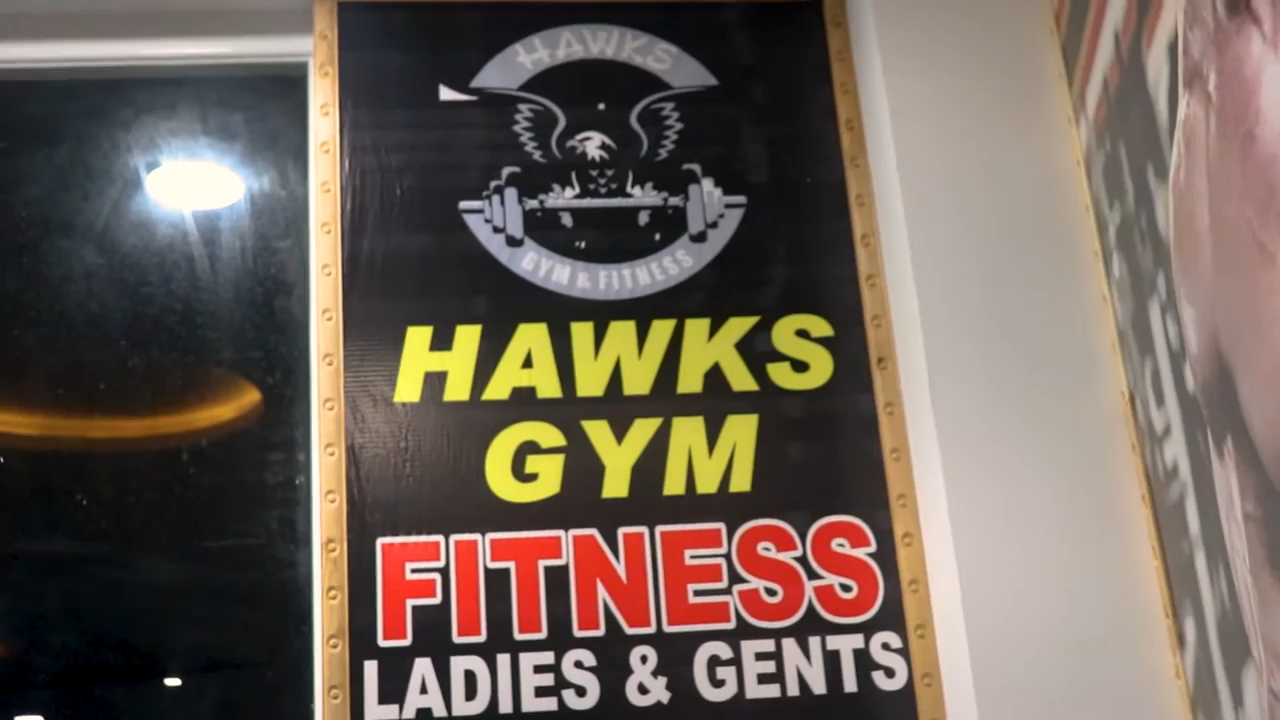 HAWKS
GYM & FITNESS
HAWKS
GYM
FITNESS
LADIES & GENTS